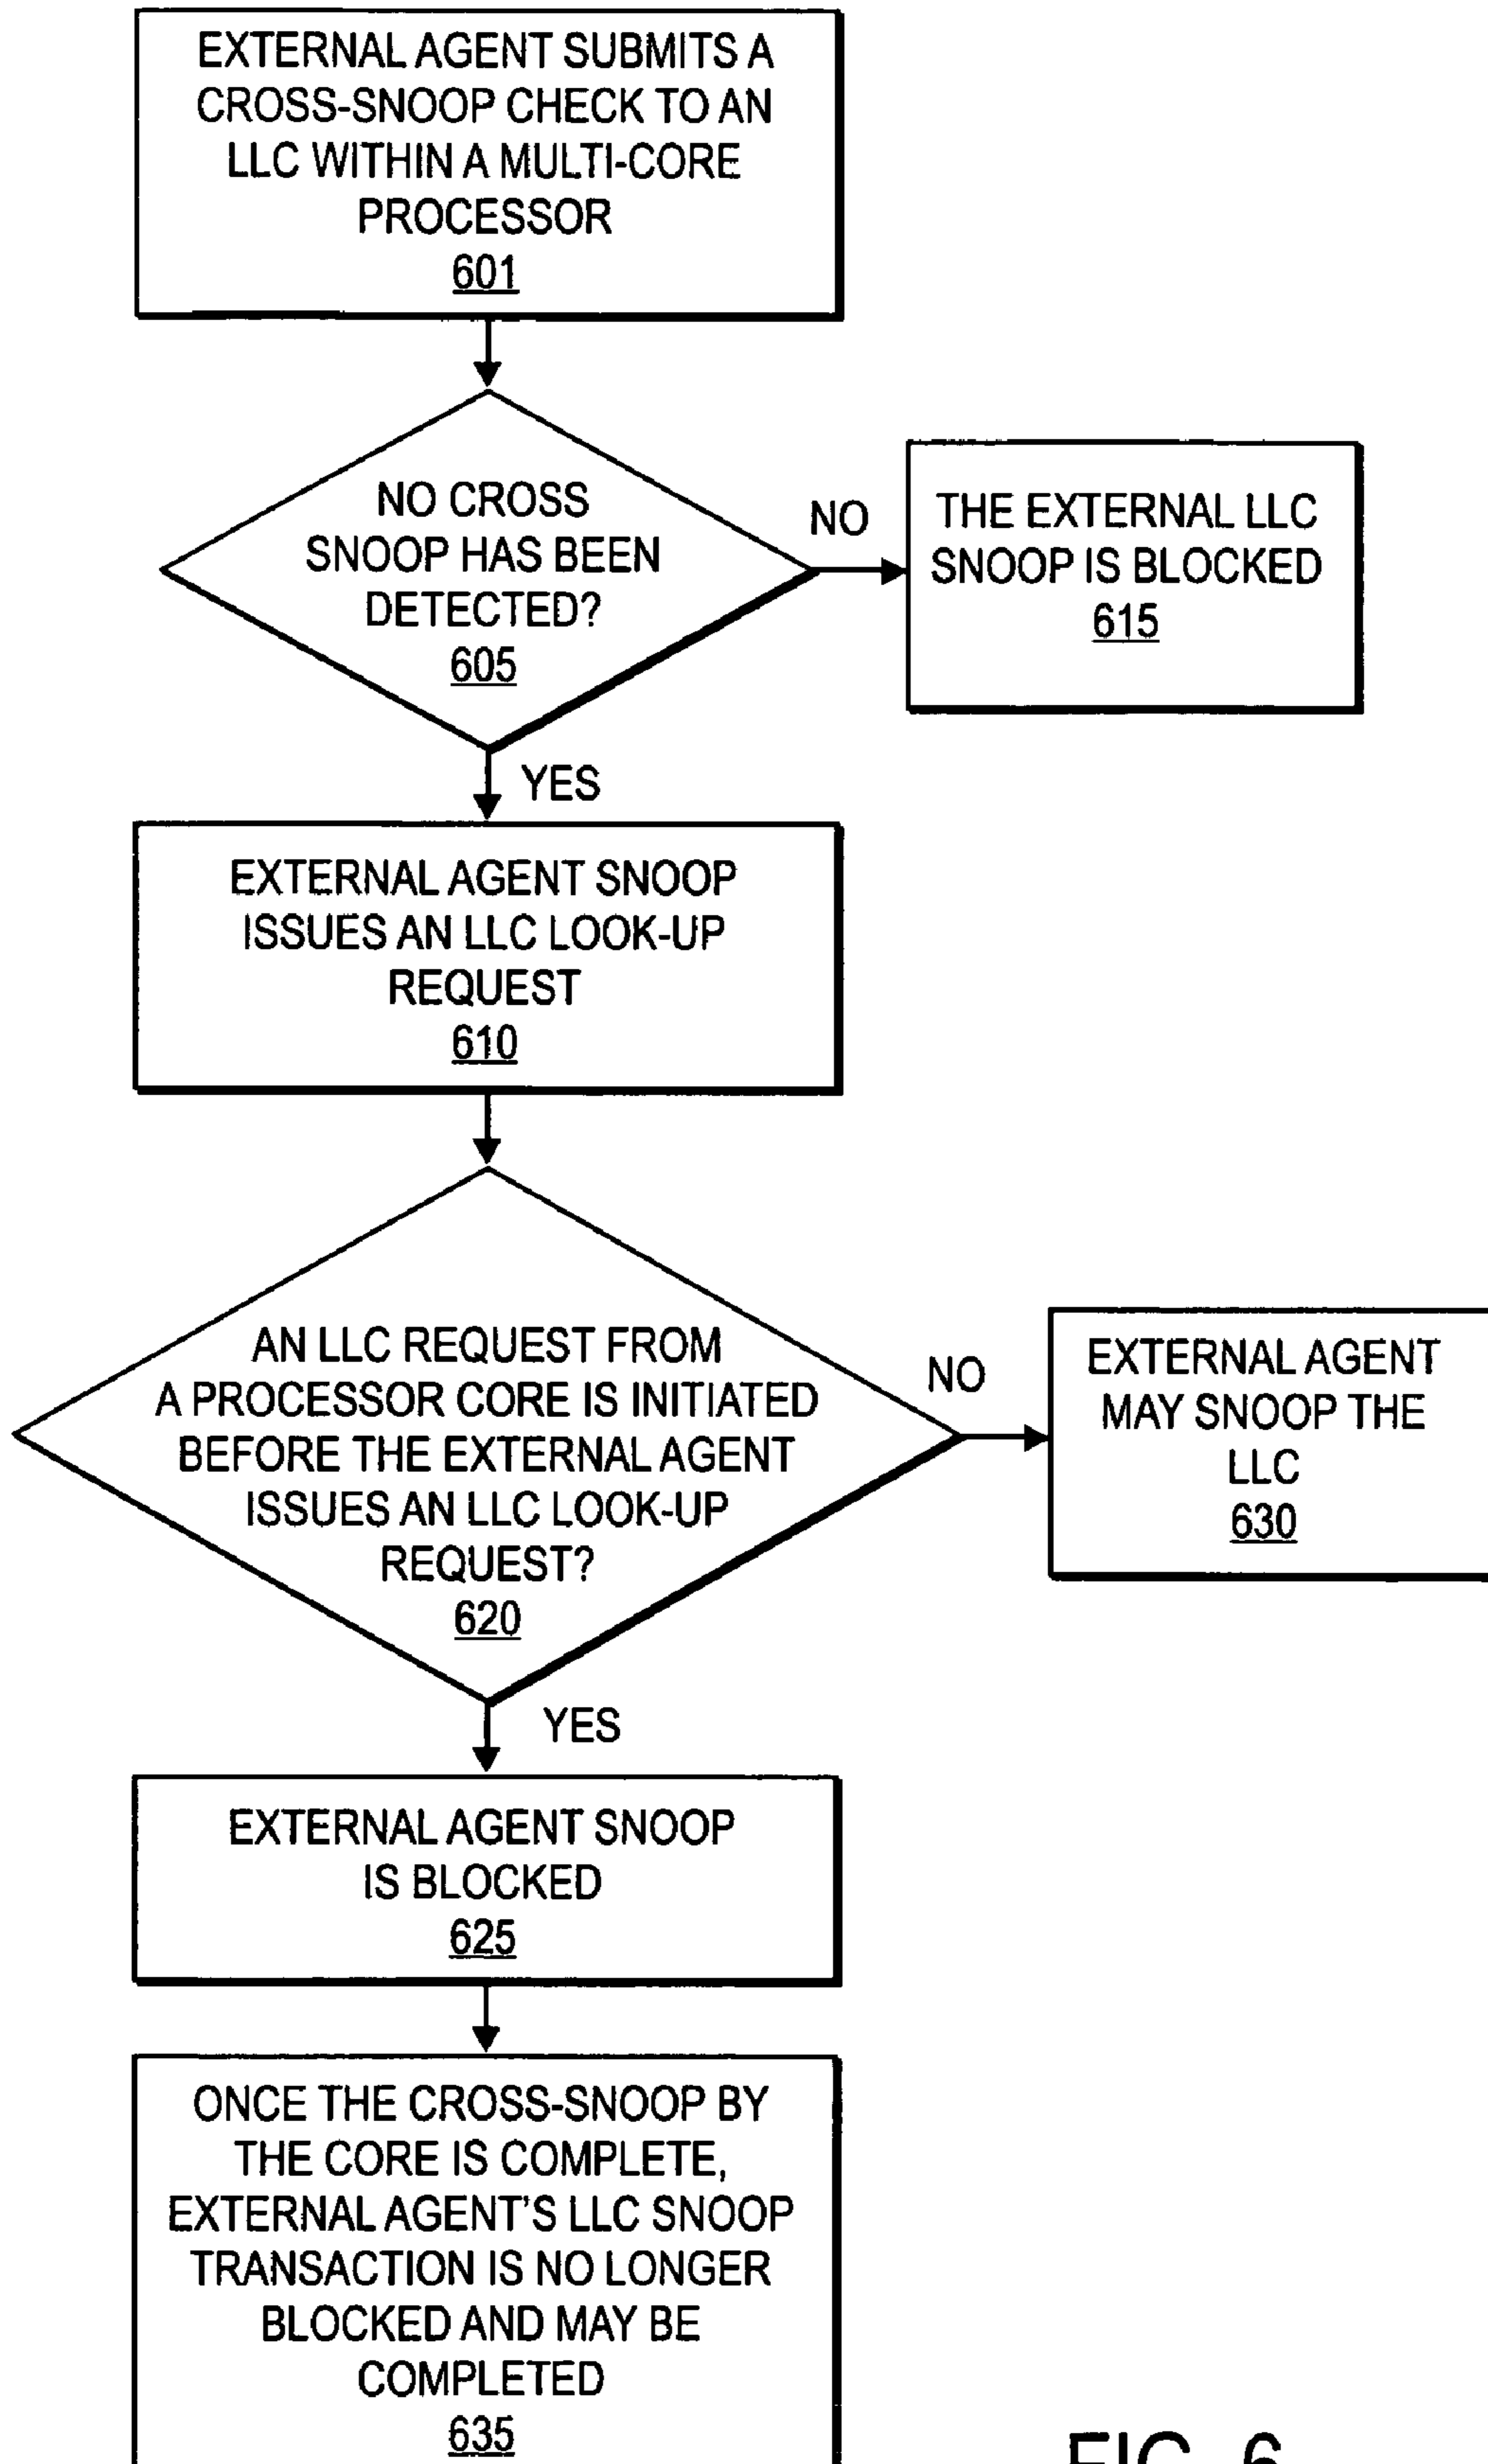 EXTERNAL AGENT SUBMITS A
CROSS-SNOOP CHECK TO AN
LLC WITHIN A MULTI-CORE
PROCESSOR
601
NO CROSS
SNOOP HAS BEEN
DETECTED?
605
NO
THE EXTERNAL LLC
SNOOP IS BLOCKED
615
YES
EXTERNAL AGENT SNOOP
ISSUES AN LLC LOOK-UP
REQUEST
610
AN LLC REQUEST FROM
A PROCESSOR CORE IS INITIATED
BEFORE THE EXTERNAL AGENT
ISSUES AN LLC LOOK-UP
REQUEST?
620
NO
EXTERNAL AGENT
MAY SNOOP THE
LLC
630
YES
EXTERNAL AGENT SNOOP
IS BLOCKED
625
ONCE THE CROSS-SNOOP BY
THE CORE IS COMPLETE,
EXTERNAL AGENT'S LLC SNOOP
TRANSACTION IS NO LONGER
BLOCKED AND MAY BE
COMPLETED
635
FIG. 6